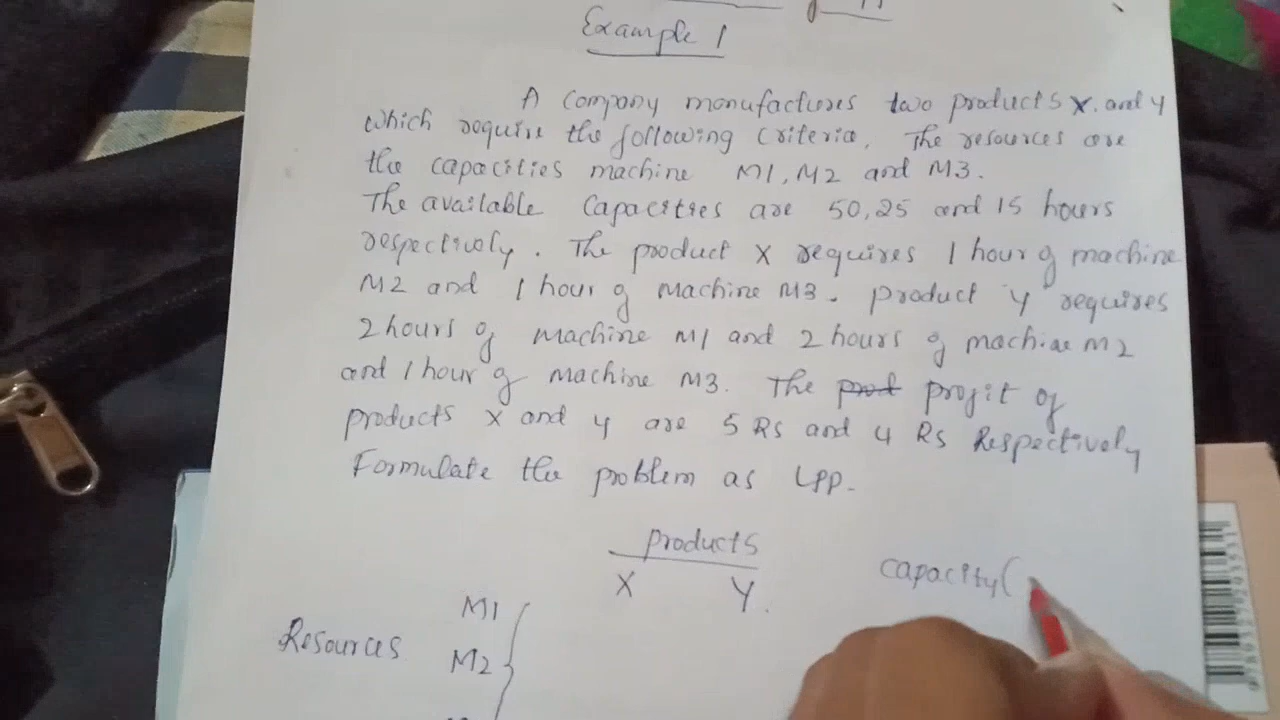 Example 1
A company manufactures two products X and Y
which require the following criteria, The resources are
the capacities machine M1, M2 and M3.
The available capacities are 50, 25 and 15 hours
respectively. The product X requires 1 hour of machine
M2 and 1 hour of machine M3. product Y requires
2 hours of machine M1 and 2 hours of machine M2
and 1 hour of machine M3. The prod profit of
products X and Y are 5 Rs and 4 Rs Respectively
Formulate the problem as LPP.
products
X Y
capacity(
Resources
M1
M2